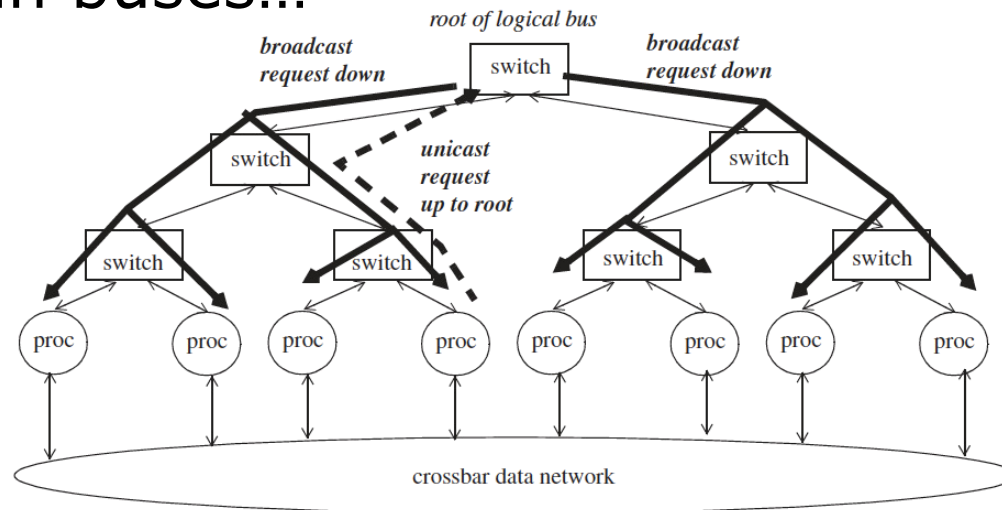 root of logical bus
broadcast
request down
switch
broadcast
request down
switch
unicast
request
up to root
switch
switch
switch
switch
switch
proc
proc
proc
proc
proc
proc
proc
proc
crossbar data network